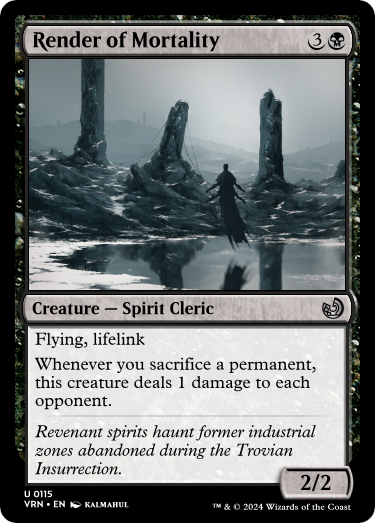 Render of Mortality 3
Creature — Spirit Cleric
Flying, lifelink
Whenever you sacrifice a permanent,
this creature deals 1 damage to each
opponent.
Revenant spirits haunt former industrial
zones abandoned during the Trovian
Insurrection.
2/2
U 0115
VRN • EN KALMAHUL
™ & © 2024 Wizards of the Coast